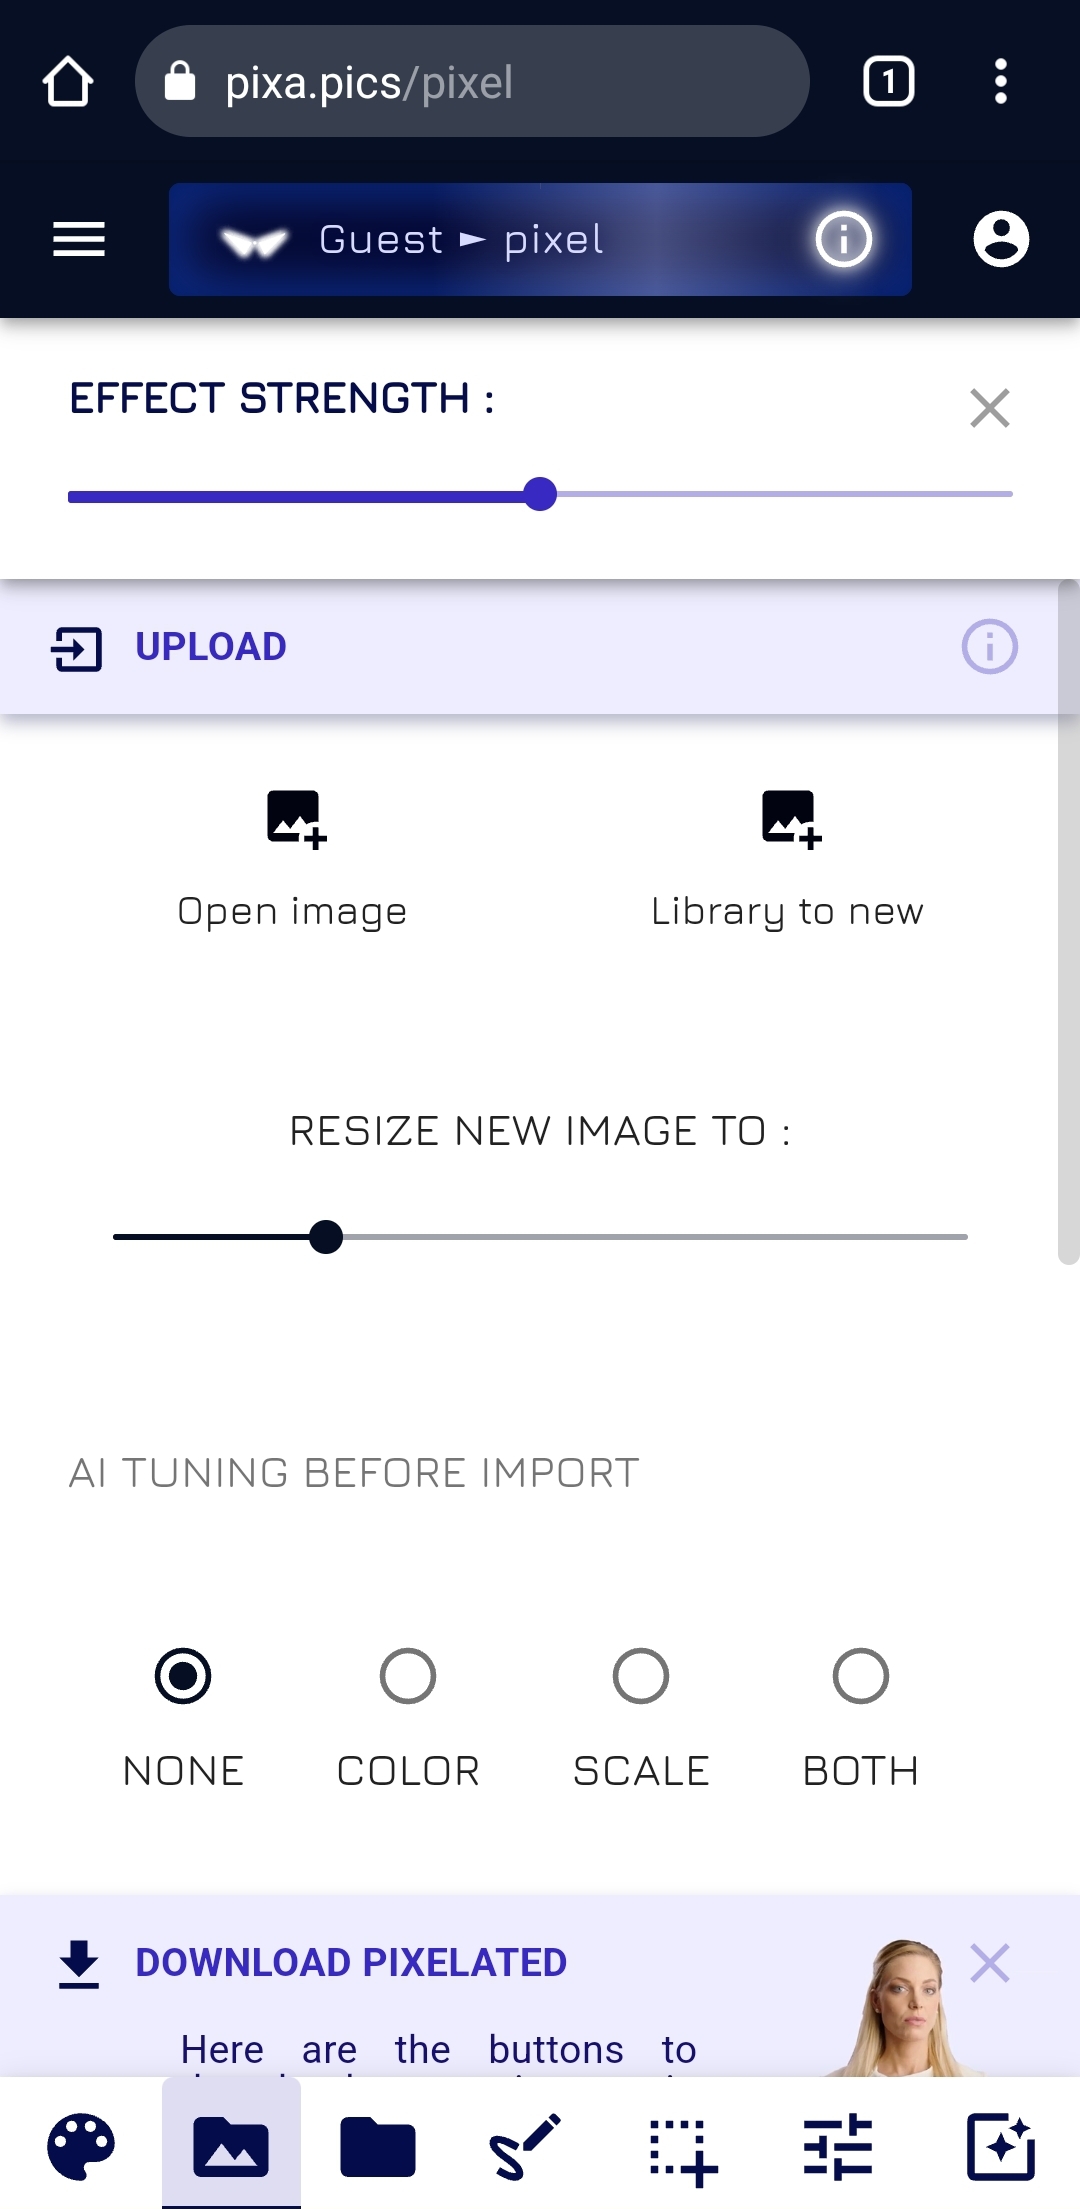 pixa.pics/pixel
1
Guest ► pixel
EFFECT STRENGTH :
UPLOAD
Open image
Library to new
RESIZE NEW IMAGE TO :
AI TUNING BEFORE IMPORT
NONE
COLOR
SCALE
BOTH
DOWNLOAD PIXELATED
Here are the buttons to